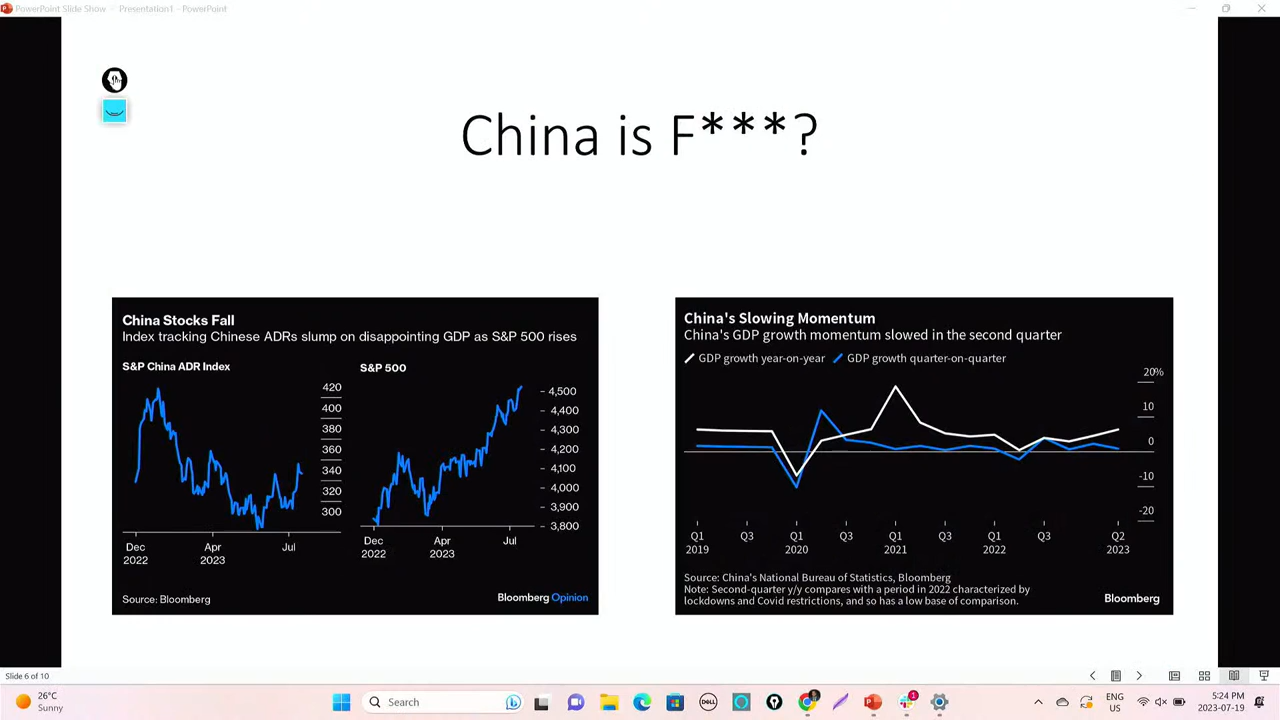 PowerPoint Slide Show - Presentation1 - PowerPoint
China is F***?
China Stocks Fall
Index tracking Chinese ADRs slump on disappointing GDP as S&P 500 rises
S&P China ADR Index
420
400
380
360
340
320
300
Dec
2022
Apr
2023
Jul
S&P 500
4,500
4,400
4,300
4,200
4,100
4,000
3,900
3,800
Dec
2022
Apr
2023
Jul
Source: Bloomberg
Bloomberg Opinion
China's Slowing Momentum
China's GDP growth momentum slowed in the second quarter
GDP growth year-on-year GDP growth quarter-on-quarter
20%
10
0
-10
-20
Q1 Q3 Q1 Q3 Q1 Q3 Q1 Q3 Q2
2019 2020 2021 2022 2023
Source: China's National Bureau of Statistics, Bloomberg
Note: Second-quarter y/y compares with a period in 2022 characterized by
lockdowns and Covid restrictions, and so has a low base of comparison.
Bloomberg
Slide 6 of 10
26°C
Sunny
Search
DELL
1
ENG
US
5:24 PM
2023-07-19